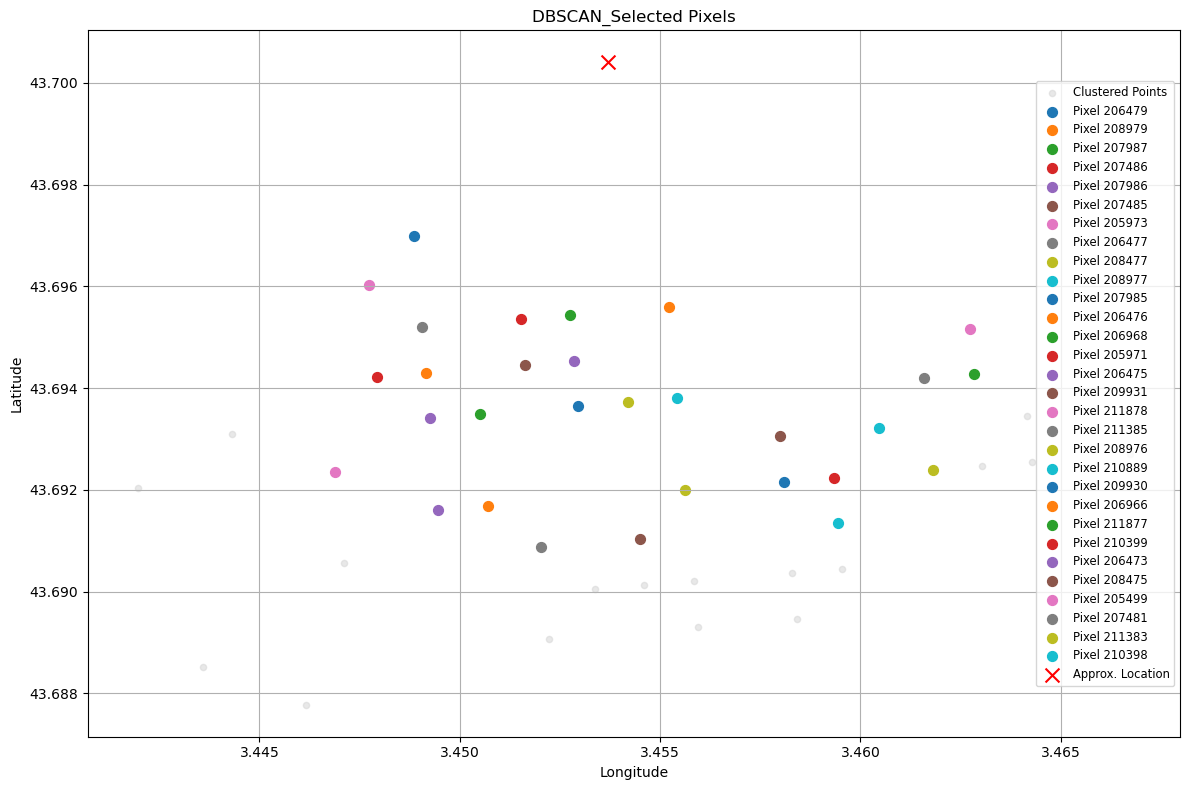 DBSCAN_Selected Pixels
43.700
43.698
43.696
43.694
43.692
43.690
43.688
Latitude
3.445
3.450
3.455
3.460
3.465
Longitude
Clustered Points
Pixel 206479
Pixel 208979
Pixel 207987
Pixel 207486
Pixel 207986
Pixel 207485
Pixel 205973
Pixel 206477
Pixel 208477
Pixel 208977
Pixel 207985
Pixel 206476
Pixel 206968
Pixel 205971
Pixel 206475
Pixel 209931
Pixel 211878
Pixel 211385
Pixel 208976
Pixel 210889
Pixel 209930
Pixel 206966
Pixel 211877
Pixel 210399
Pixel 206473
Pixel 208475
Pixel 205499
Pixel 207481
Pixel 211383
Pixel 210398
Approx. Location